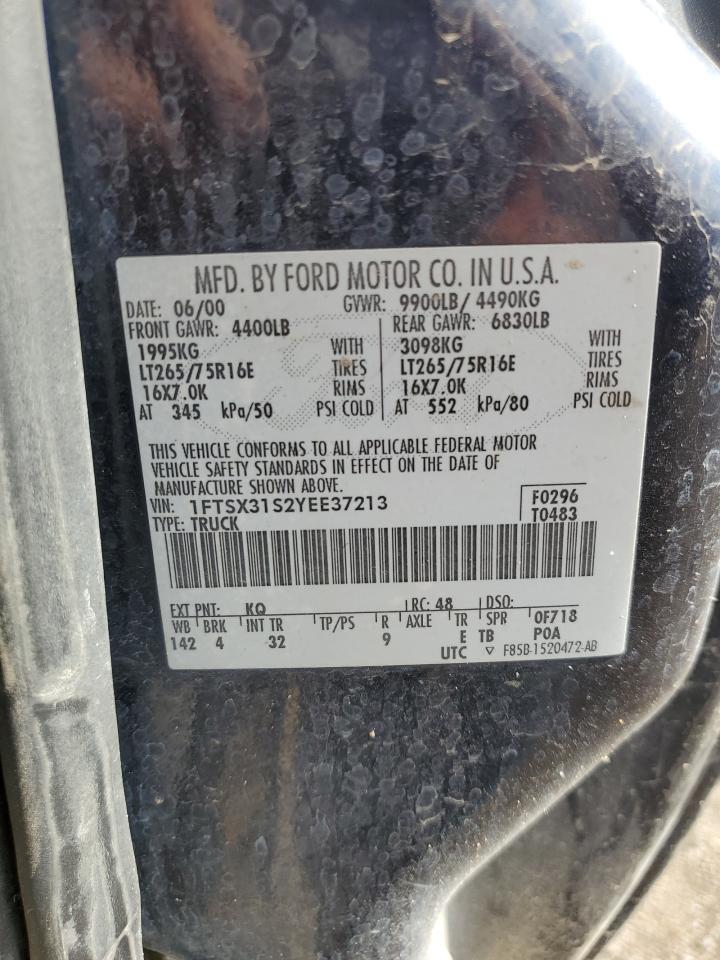 MFD. BY FORD MOTOR CO. IN U.S.A.
DATE: 06/00 GVWR: 9900LB/ 4490KG
FRONT GAWR: 4400LB REAR GAWR: 6830LB
1995KG WITH 3098KG WITH
LT265/75R16E TIRES LT265/75R16E TIRES
16X7.0K RIMS 16X7.0K RIMS
AT 345 kPa/50 PSI COLD AT 552 kPa/80 PSI COLD
THIS VEHICLE CONFORMS TO ALL APPLICABLE FEDERAL MOTOR
VEHICLE SAFETY STANDARDS IN EFFECT ON THE DATE OF
MANUFACTURE SHOWN ABOVE.
VIN: 1FTSX31S2YEE37213 F0296
TYPE: TRUCK T0483
EXT PNT: KQ RC: 48 DSO:
WB BRK INT TR TP/PS R AXLE TR SPR 0F718
142 4 32 9 E TB POA
UTC ▽ F85B-1520472-AB